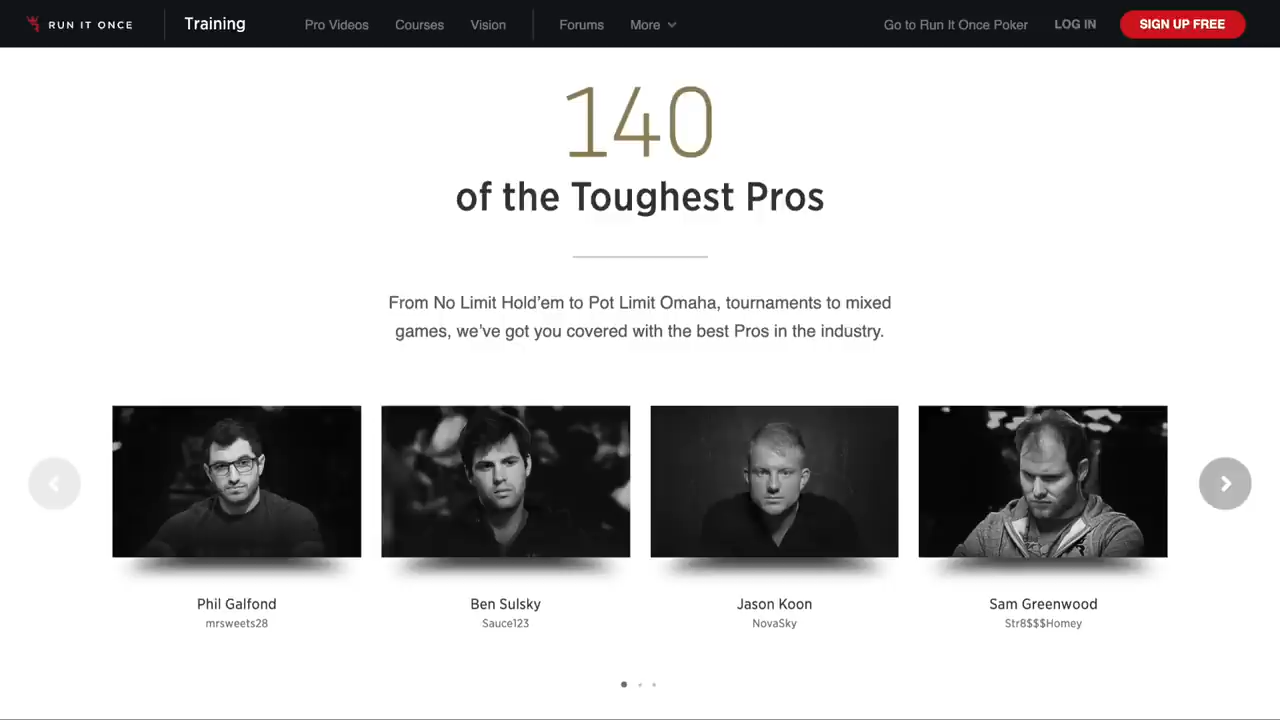 RUN IT ONCE
Training
Pro Videos
Courses
Vision
Forums
More
Go to Run It Once Poker
LOG IN
SIGN UP FREE
140
of the Toughest Pros
From No Limit Hold’em to Pot Limit Omaha, tournaments to mixed
games, we’ve got you covered with the best Pros in the industry.
Phil Galfond
mrsweets28
Ben Sulsky
Sauce123
Jason Koon
NovaSky
Sam Greenwood
Str8$$$Homey